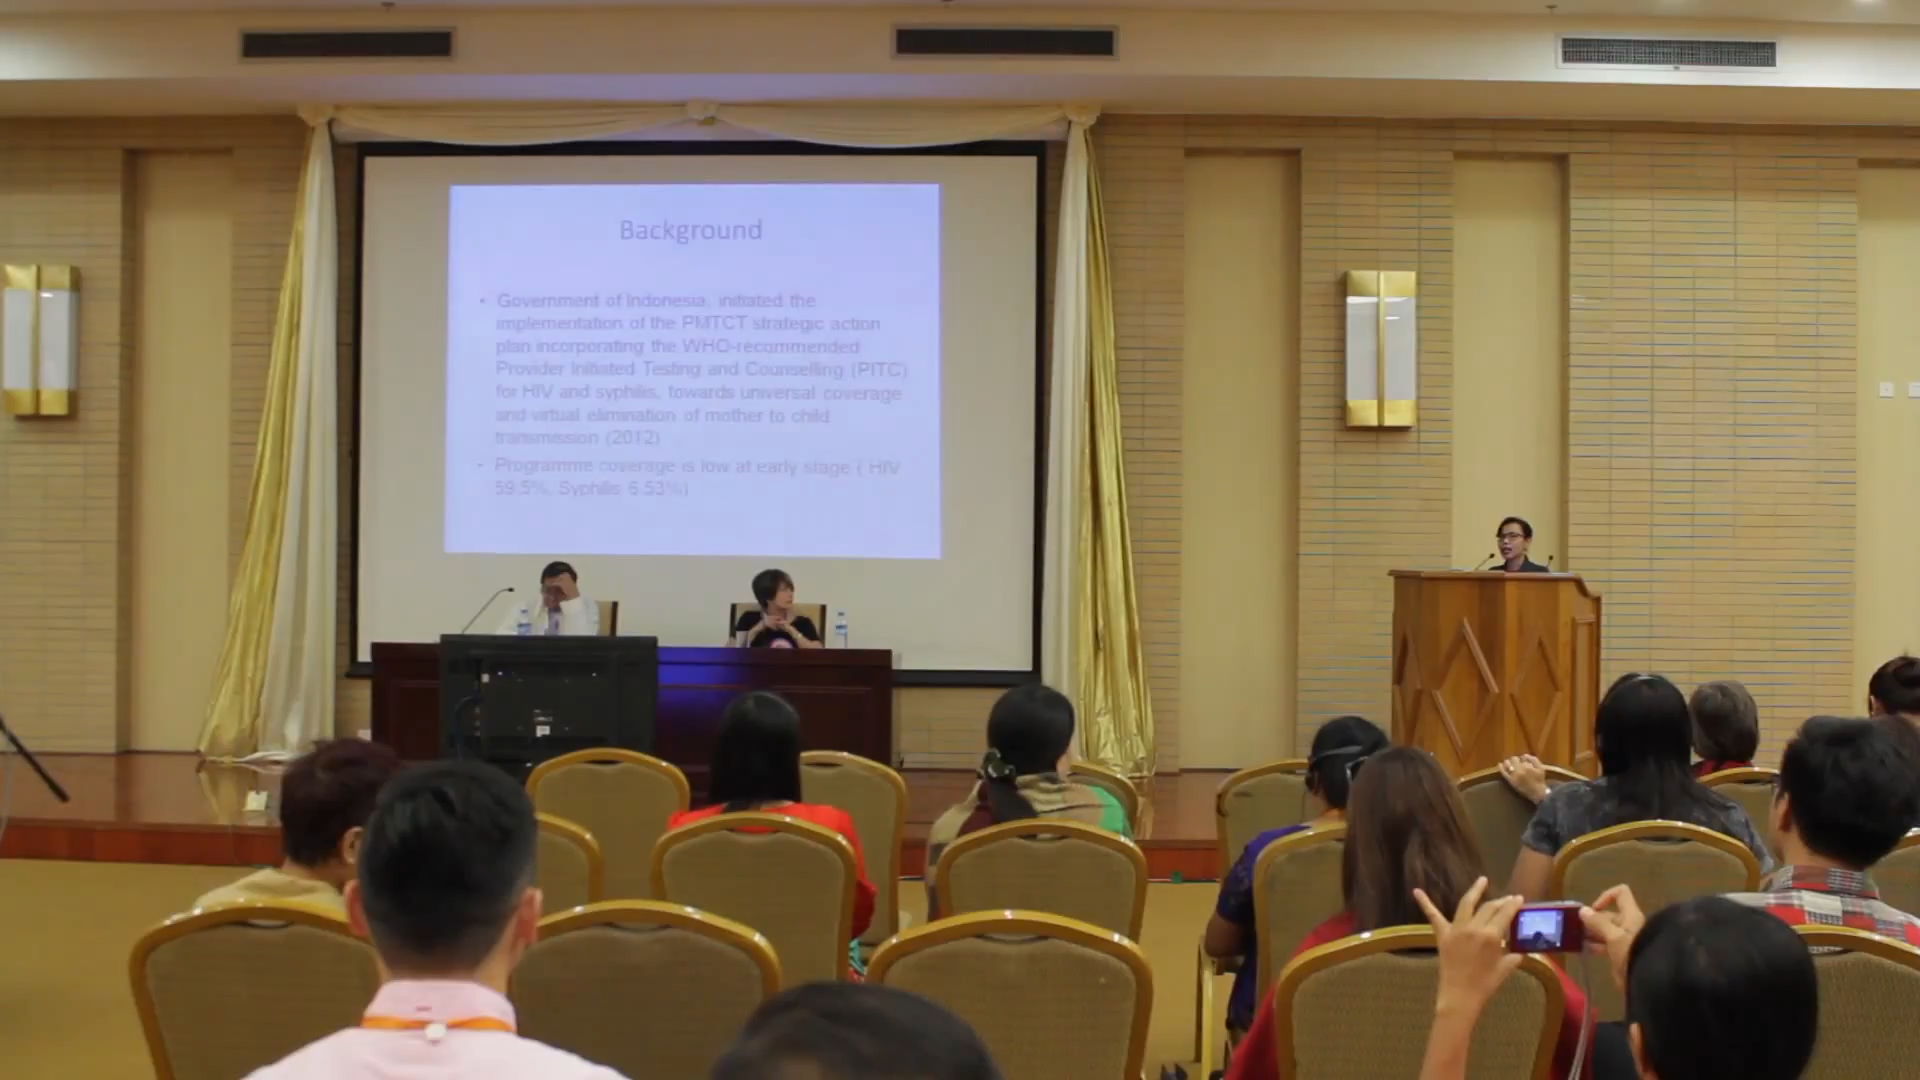 Background
• Government of Indonesia, initiated the
implementation of the PMTCT strategic action
plan incorporating the WHO-recommended
Provider Initiated Testing and Counselling (PITC)
for HIV and syphilis, towards universal coverage
and virtual elimination of mother to child
transmission (2012)
• Programme coverage is low at early stage ( HIV
59.5%, Syphilis 6.53%)